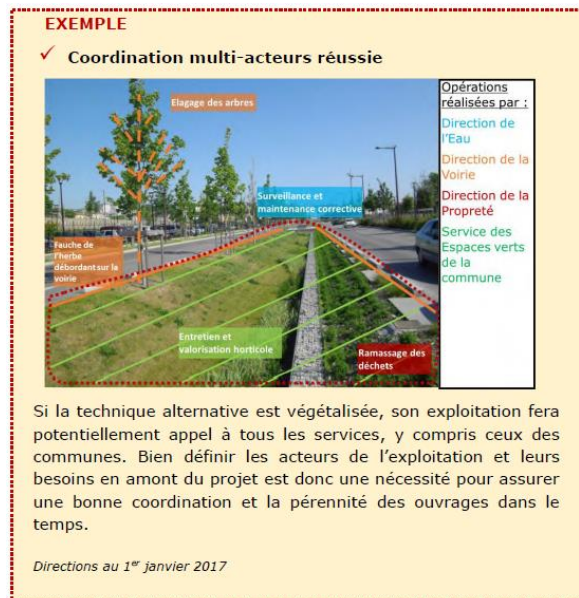 EXEMPLE
✓ Coordination multi-acteurs réussie
Elagage des arbres
Surveillance et
maintenance corrective
Fauche de
l'herbe
débordant sur la
voirie
Entretien et
valorisation horticole
Ramassage des
déchets
Opérations
réalisées par :
Direction de
l'Eau
Direction de la
Voirie
Direction de la
Propreté
Service des
Espaces verts
de la
commune
Si la technique alternative est végétalisée, son exploitation fera
potentiellement appel à tous les services, y compris ceux des
communes. Bien définir les acteurs de l'exploitation et leurs
besoins en amont du projet est donc une nécessité pour assurer
une bonne coordination et la pérennité des ouvrages dans le
temps.
Directions au 1er janvier 2017